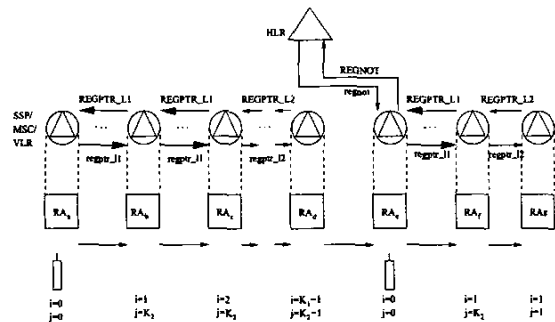 HLR
REGNOT
regnot
REGPTR_L1 REGPTR_L1 REGPTR_L2 REGPTR_L1 REGPTR_L2
SSP/
MSC/
VLR
... ... ... ... ...
regptr_l1 regptr_l1 regptr_l2 regptr_l1 regptr_l2
RAa RAb RAc RAd RAe RAf RAg
i=0 i=1 i=2 i=K1-1 i=0 i=1 i=1
j=0 j=K2 j=K2 j=K2-1 j=0 j=K2 j=1